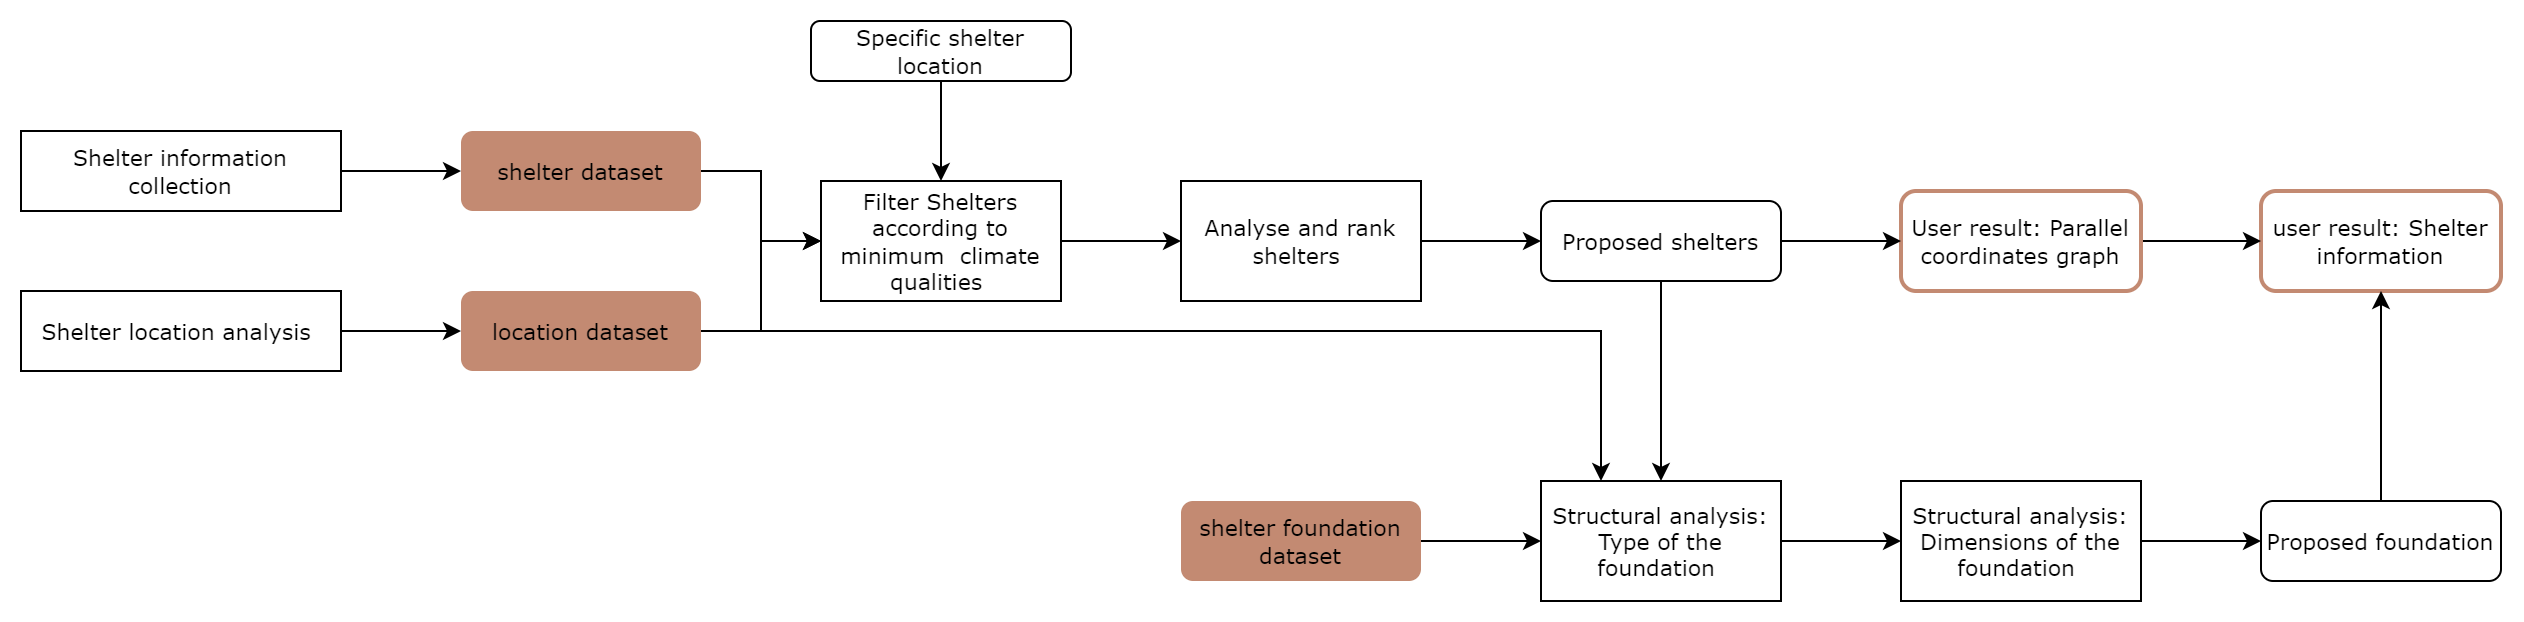 Specific shelter
location
Shelter information
collection
shelter dataset
Filter Shelters
according to
minimum  climate
qualities
Analyse and rank
shelters
Proposed shelters
User result: Parallel
coordinates graph
user result: Shelter
information
Shelter location analysis
location dataset
shelter foundation
dataset
Structural analysis:
Type of the
foundation
Structural analysis:
Dimensions of the
foundation
Proposed foundation